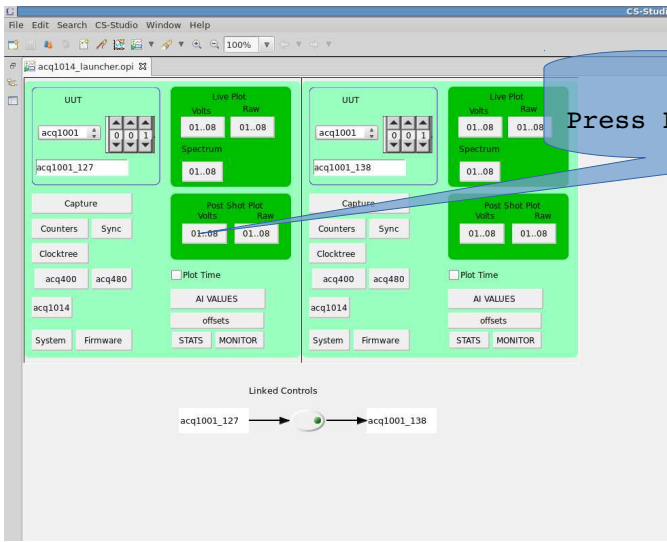 CS-Studi
File Edit Search CS-Studio Window Help
100%
acq1014_launcher.opi
UUT
acq1001
0 0 1
acq1001_127
Live Plot
Volts Raw
01..08 01..08
Spectrum
01..08
Capture
Counters Sync
Clocktree
acq400 acq480
acq1014
System Firmware
Post Shot Plot
Volts Raw
01..08 01..08
Plot Time
AI VALUES
offsets
STATS MONITOR
UUT
acq1001
0 0 1
acq1001_138
Live Plot
Volts Raw
01..08 01..08
Spectrum
01..08
Capture
Counters Sync
Clocktree
acq400 acq480
acq1014
System Firmware
Post Shot Plot
Volts Raw
01..08 01..08
Plot Time
AI VALUES
offsets
STATS MONITOR
Press
Linked Controls
acq1001_127 acq1001_138